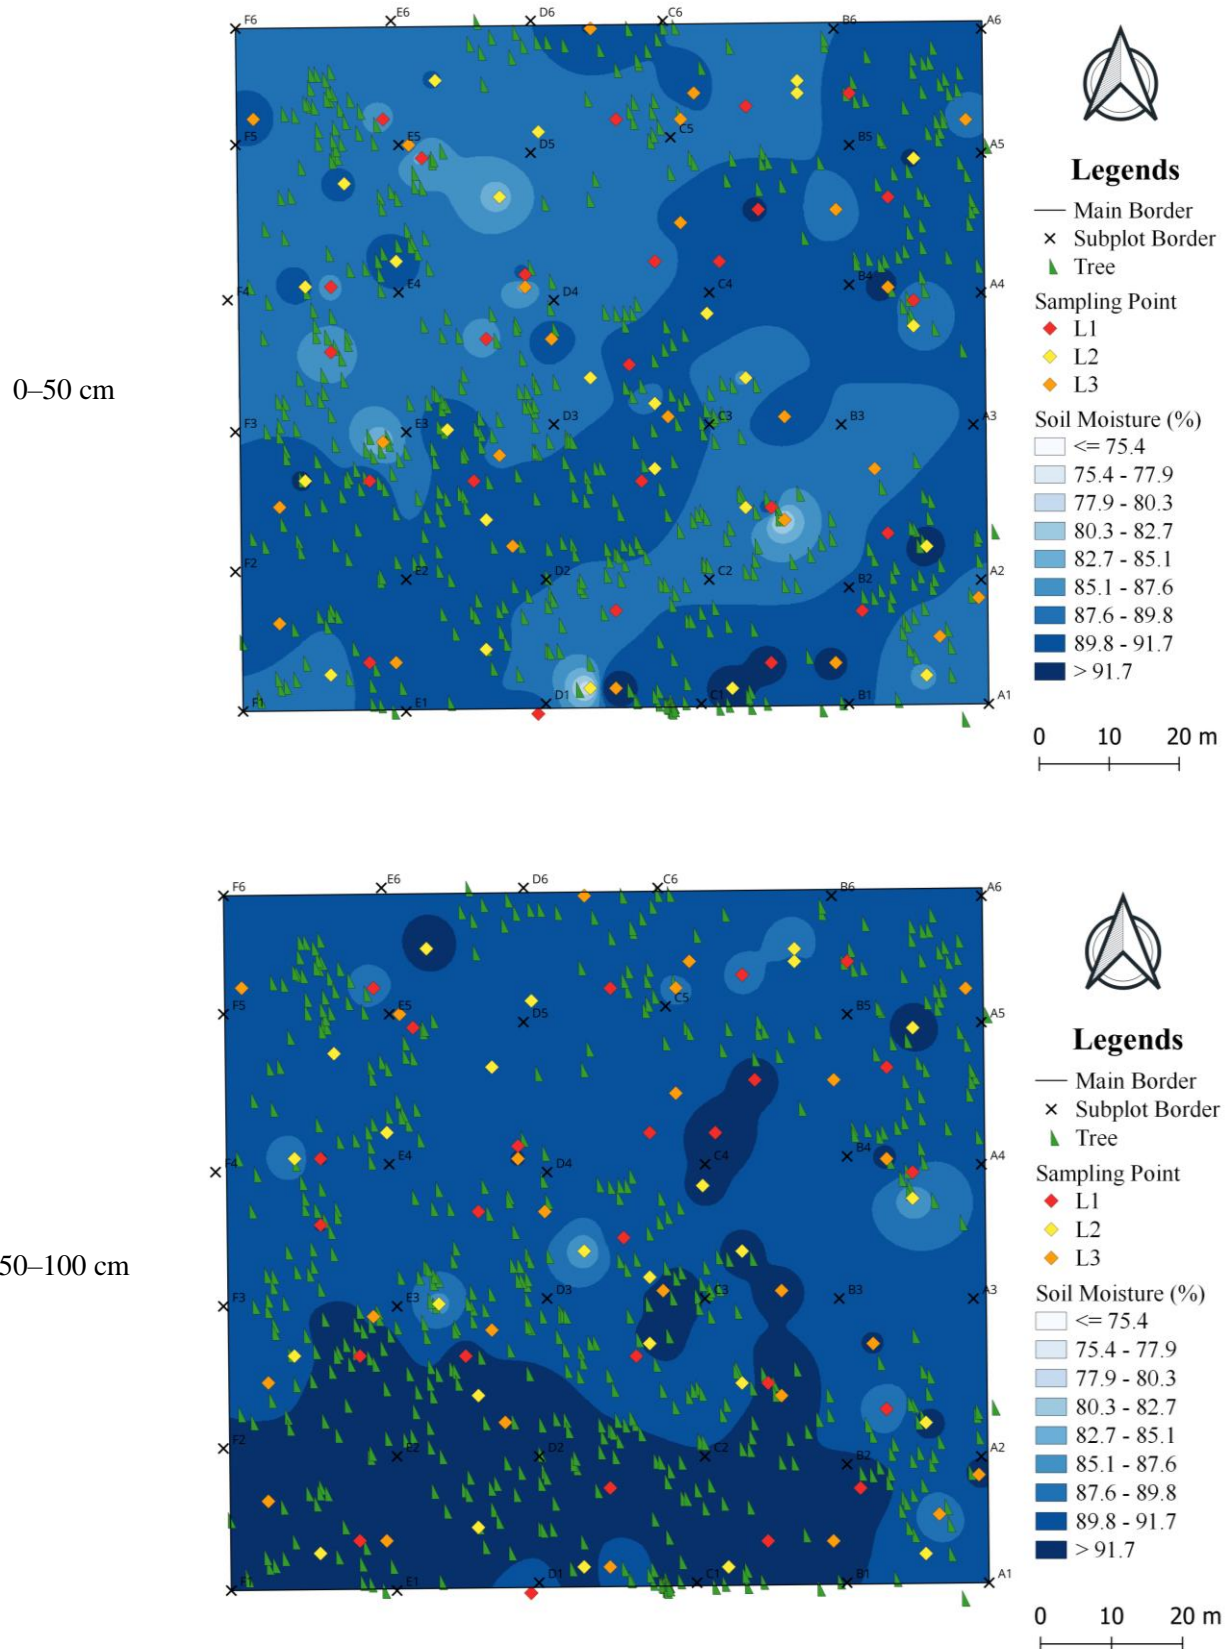 F6 E6 D6 C6 B6 A6
F5 E5 D5 C5 B5 A5
F4 E4 D4 C4 B4 A4
F3 E3 D3 C3 B3 A3
F2 E2 D2 C2 B2 A2
F1 E1 D1 C1 B1 A1
0–50 cm
Legends
Main Border
Subplot Border
Tree
Sampling Point
L1
L2
L3
Soil Moisture (%)
<= 75.4
75.4 - 77.9
77.9 - 80.3
80.3 - 82.7
82.7 - 85.1
85.1 - 87.6
87.6 - 89.8
89.8 - 91.7
> 91.7
0 10 20 m
F6 E6 D6 C6 B6 A6
F5 E5 D5 C5 B5 A5
F4 E4 D4 C4 B4 A4
F3 E3 D3 C3 B3 A3
F2 E2 D2 C2 B2 A2
E1 D1 C1 B1 A1
50–100 cm
Legends
Main Border
Subplot Border
Tree
Sampling Point
L1
L2
L3
Soil Moisture (%)
<= 75.4
75.4 - 77.9
77.9 - 80.3
80.3 - 82.7
82.7 - 85.1
85.1 - 87.6
87.6 - 89.8
89.8 - 91.7
> 91.7
0 10 20 m